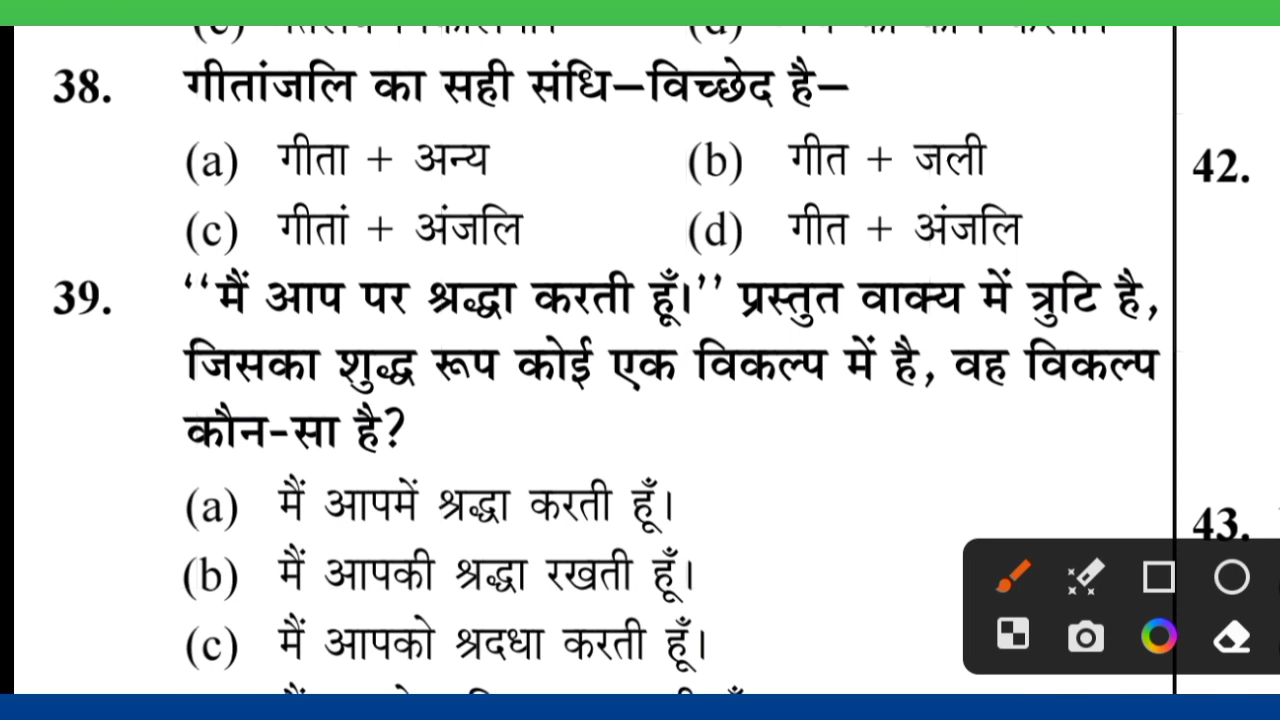 38. गीतांजलि का सही संधि–विच्छेद है–
(a) गीता + अन्य (b) गीत + जली
(c) गीतां + अंजलि (d) गीत + अंजलि
39. ‘‘मैं आप पर श्रद्धा करती हूँ।’’ प्रस्तुत वाक्य में त्रुटि है,
जिसका शुद्ध रूप कोई एक विकल्प में है, वह विकल्प
कौन-सा है?
(a) मैं आपमें श्रद्धा करती हूँ।
(b) मैं आपकी श्रद्धा रखती हूँ।
(c) मैं आपको श्रदधा करती हूँ।
42.
43.